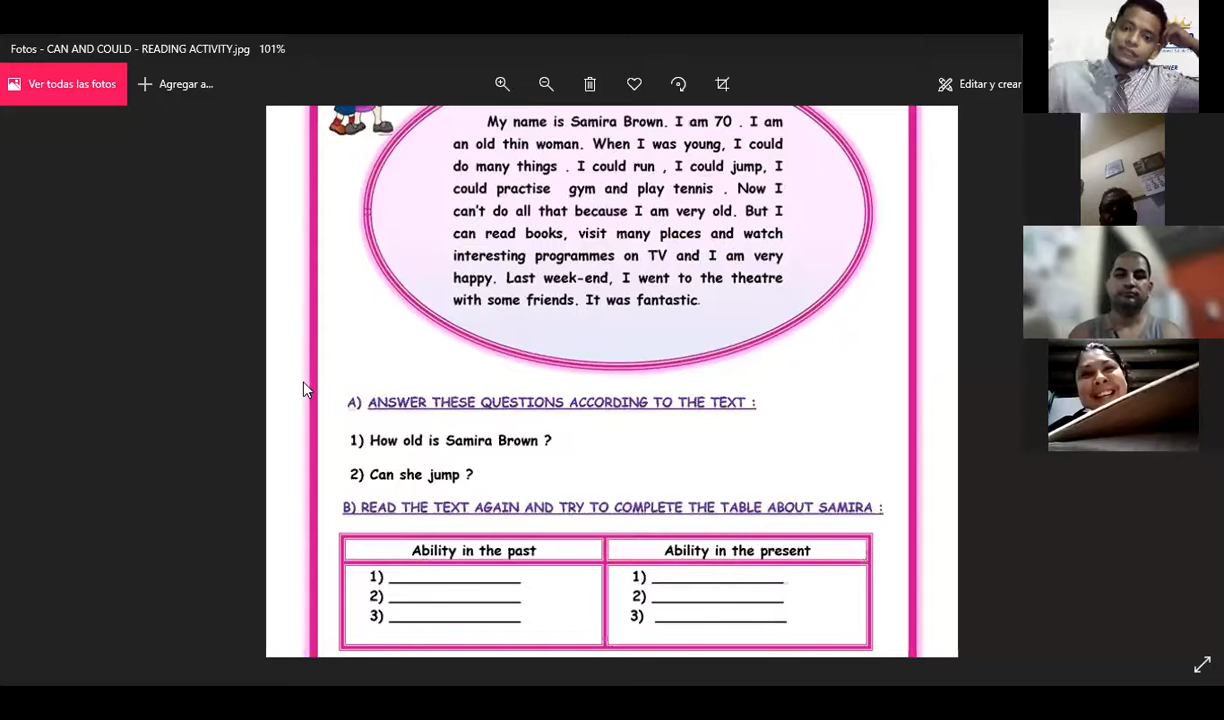 Fotos - CAN AND COULD - READING ACTIVITY.jpg 101%
Ver todas las fotos
Agregar a...
Editar y crear
My name is Samira Brown. I am 70 . I am
an old thin woman. When I was young, I could
do many things . I could run , I could jump, I
could practise gym and play tennis . Now I
can't do all that because I am very old. But I
can read books, visit many places and watch
interesting programmes on TV and I am very
happy. Last week-end, I went to the theatre
with some friends. It was fantastic.
A) ANSWER THESE QUESTIONS ACCORDING TO THE TEXT :
1) How old is Samira Brown ?
2) Can she jump ?
B) READ THE TEXT AGAIN AND TRY TO COMPLETE THE TABLE ABOUT SAMIRA :
Ability in the past
Ability in the present
1) ______________
2) ______________
3) ______________
1) ______________
2) ______________
3) ______________